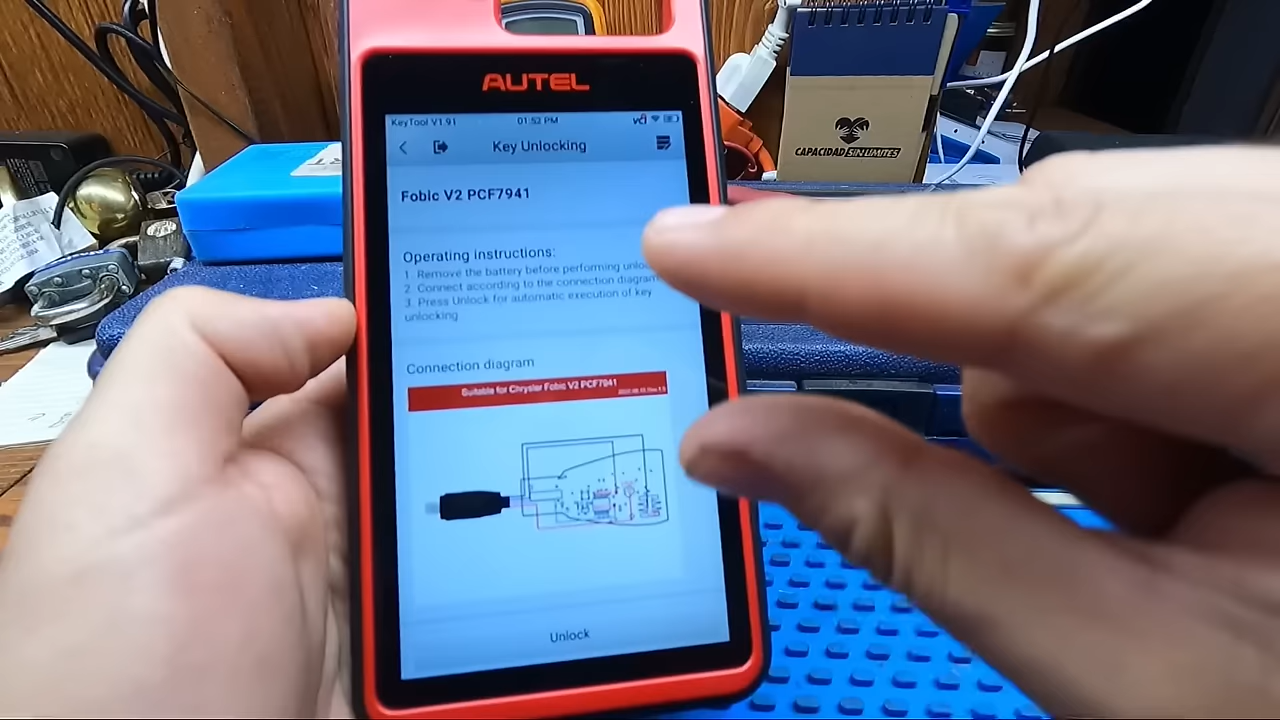 AUTEL
KeyTool V1.91 01:52 PM
Key Unlocking
Fobic V2 PCF7941
Operating instructions:
1. Remove the battery before performing unloc
2. Connect according to the connection diagram
3. Press Unlock for automatic execution of key
unlocking
Connection diagram
Suitable for Chrysler Fobic V2 PCF7941
Unlock
CAPACIDAD SIN LIMITES